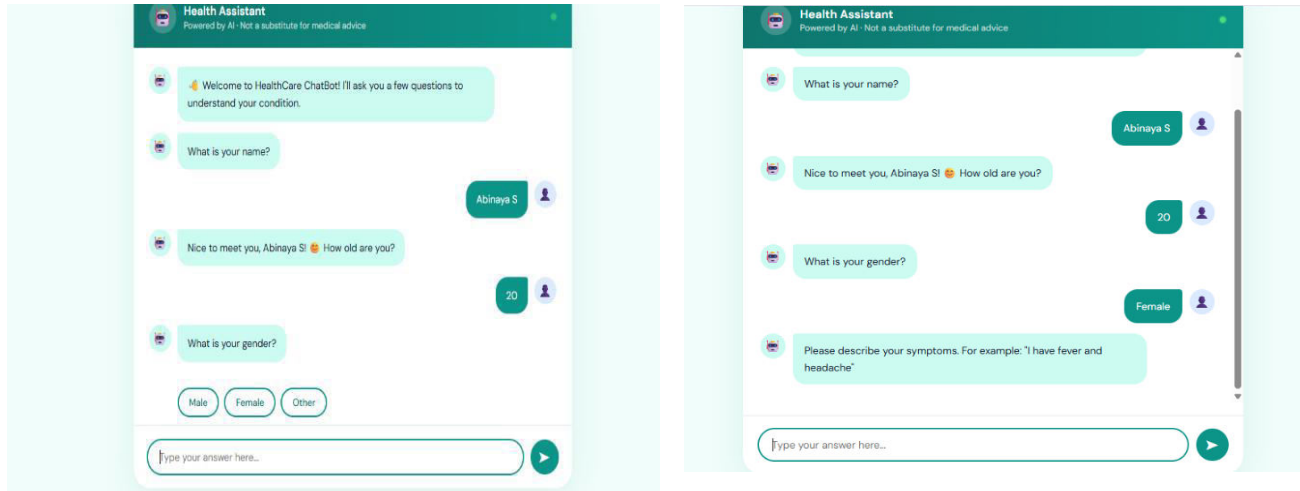 Health Assistant
Powered by AI · Not a substitute for medical advice
👋 Welcome to HealthCare ChatBot! I'll ask you a few questions to
understand your condition.
What is your name?
Abinaya S
Nice to meet you, Abinaya S! 😊 How old are you?
20
What is your gender?
Male
Female
Other
Type your answer here...
Health Assistant
Powered by AI · Not a substitute for medical advice
What is your name?
Abinaya S
Nice to meet you, Abinaya S! 😊 How old are you?
20
What is your gender?
Female
Please describe your symptoms. For example: "I have fever and
headache"
Type your answer here...